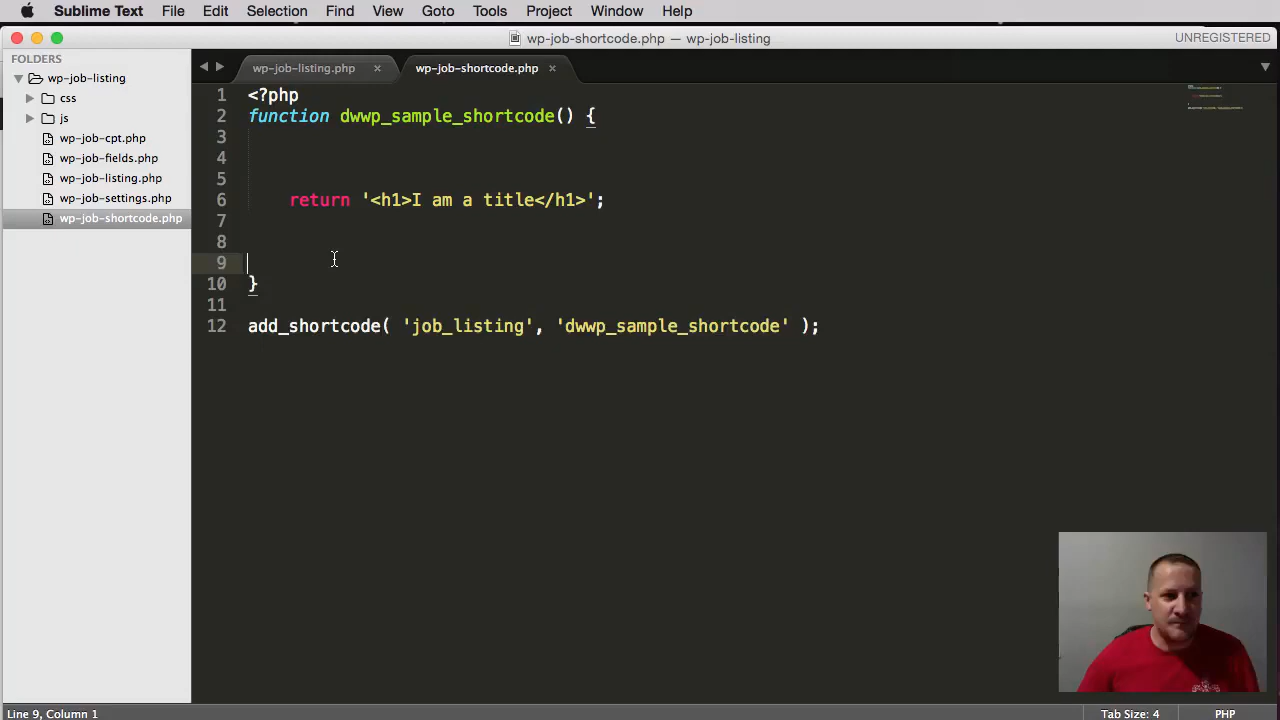 Sublime Text File Edit Selection Find View Goto Tools Project Window Help
wp-job-shortcode.php — wp-job-listing
UNREGISTERED
FOLDERS
wp-job-listing
css
js
wp-job-cpt.php
wp-job-fields.php
wp-job-listing.php
wp-job-settings.php
wp-job-shortcode.php
wp-job-listing.php × wp-job-shortcode.php ×
1 <?php
2 function dwwp_sample_shortcode() {
3
4
5
6 return '<h1>I am a title</h1>';
7
8
9
10 }
11
12 add_shortcode( 'job_listing', 'dwwp_sample_shortcode' );
Line 9, Column 1
Tab Size: 4
PHP